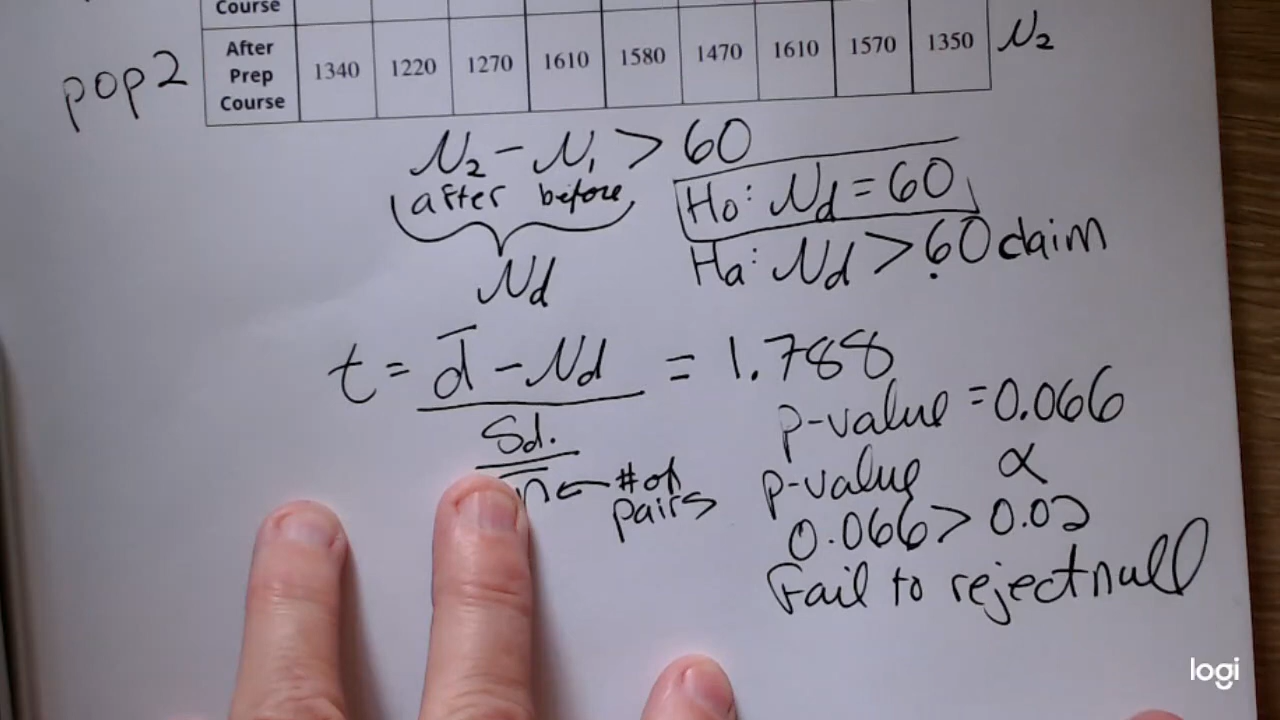 Course
pop2 After Prep Course 1340 1220 1270 1610 1580 1470 1610 1570 1350 μ₂
μ₂ - μ₁ > 60
after before
μd
H₀: μd = 60
Ha: μd > 60 claim
t = d̄ - μd = 1.788
Sd.
n ← # of pairs
p-value = 0.066
p-value α
0.066 > 0.02
Fail to reject null
logi